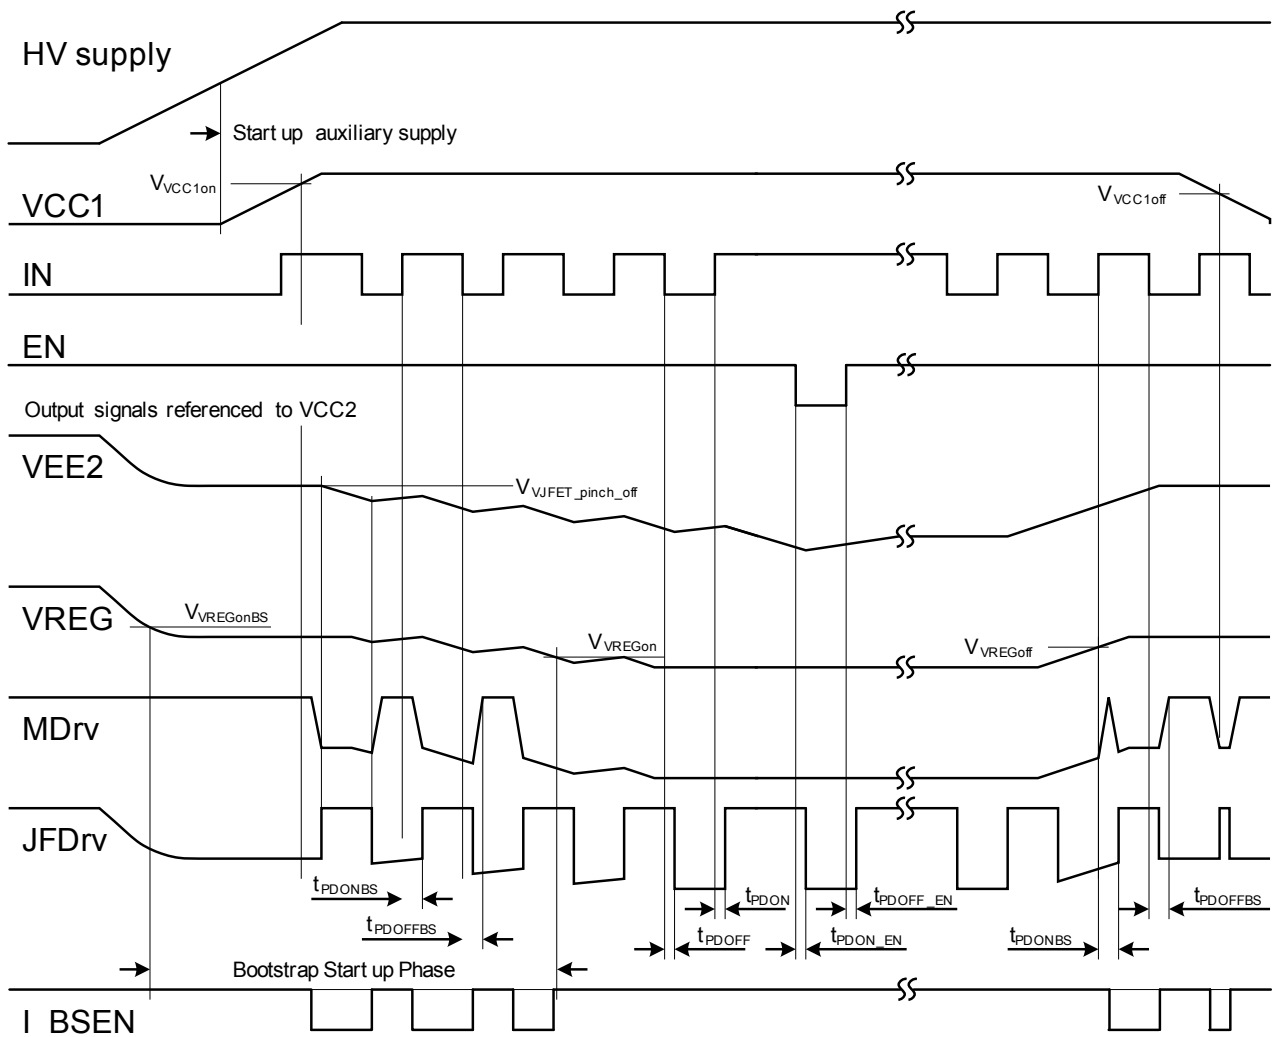 HV supply
Start up auxiliary supply
VVCC1on
VCC1
VVCC1off
IN
EN
Output signals referenced to VCC2
VEE2
VVJFET_pinch_off
VREG
VVREGonBS
VVREGon
VVREGoff
MDrv
JFDrv
tPDONBS
tPDON
tPDOFF_EN
tPDOFFBS
tPDOFFBS
tPDOFF
tPDON_EN
tPDONBS
Bootstrap Start up Phase
I_BSEN